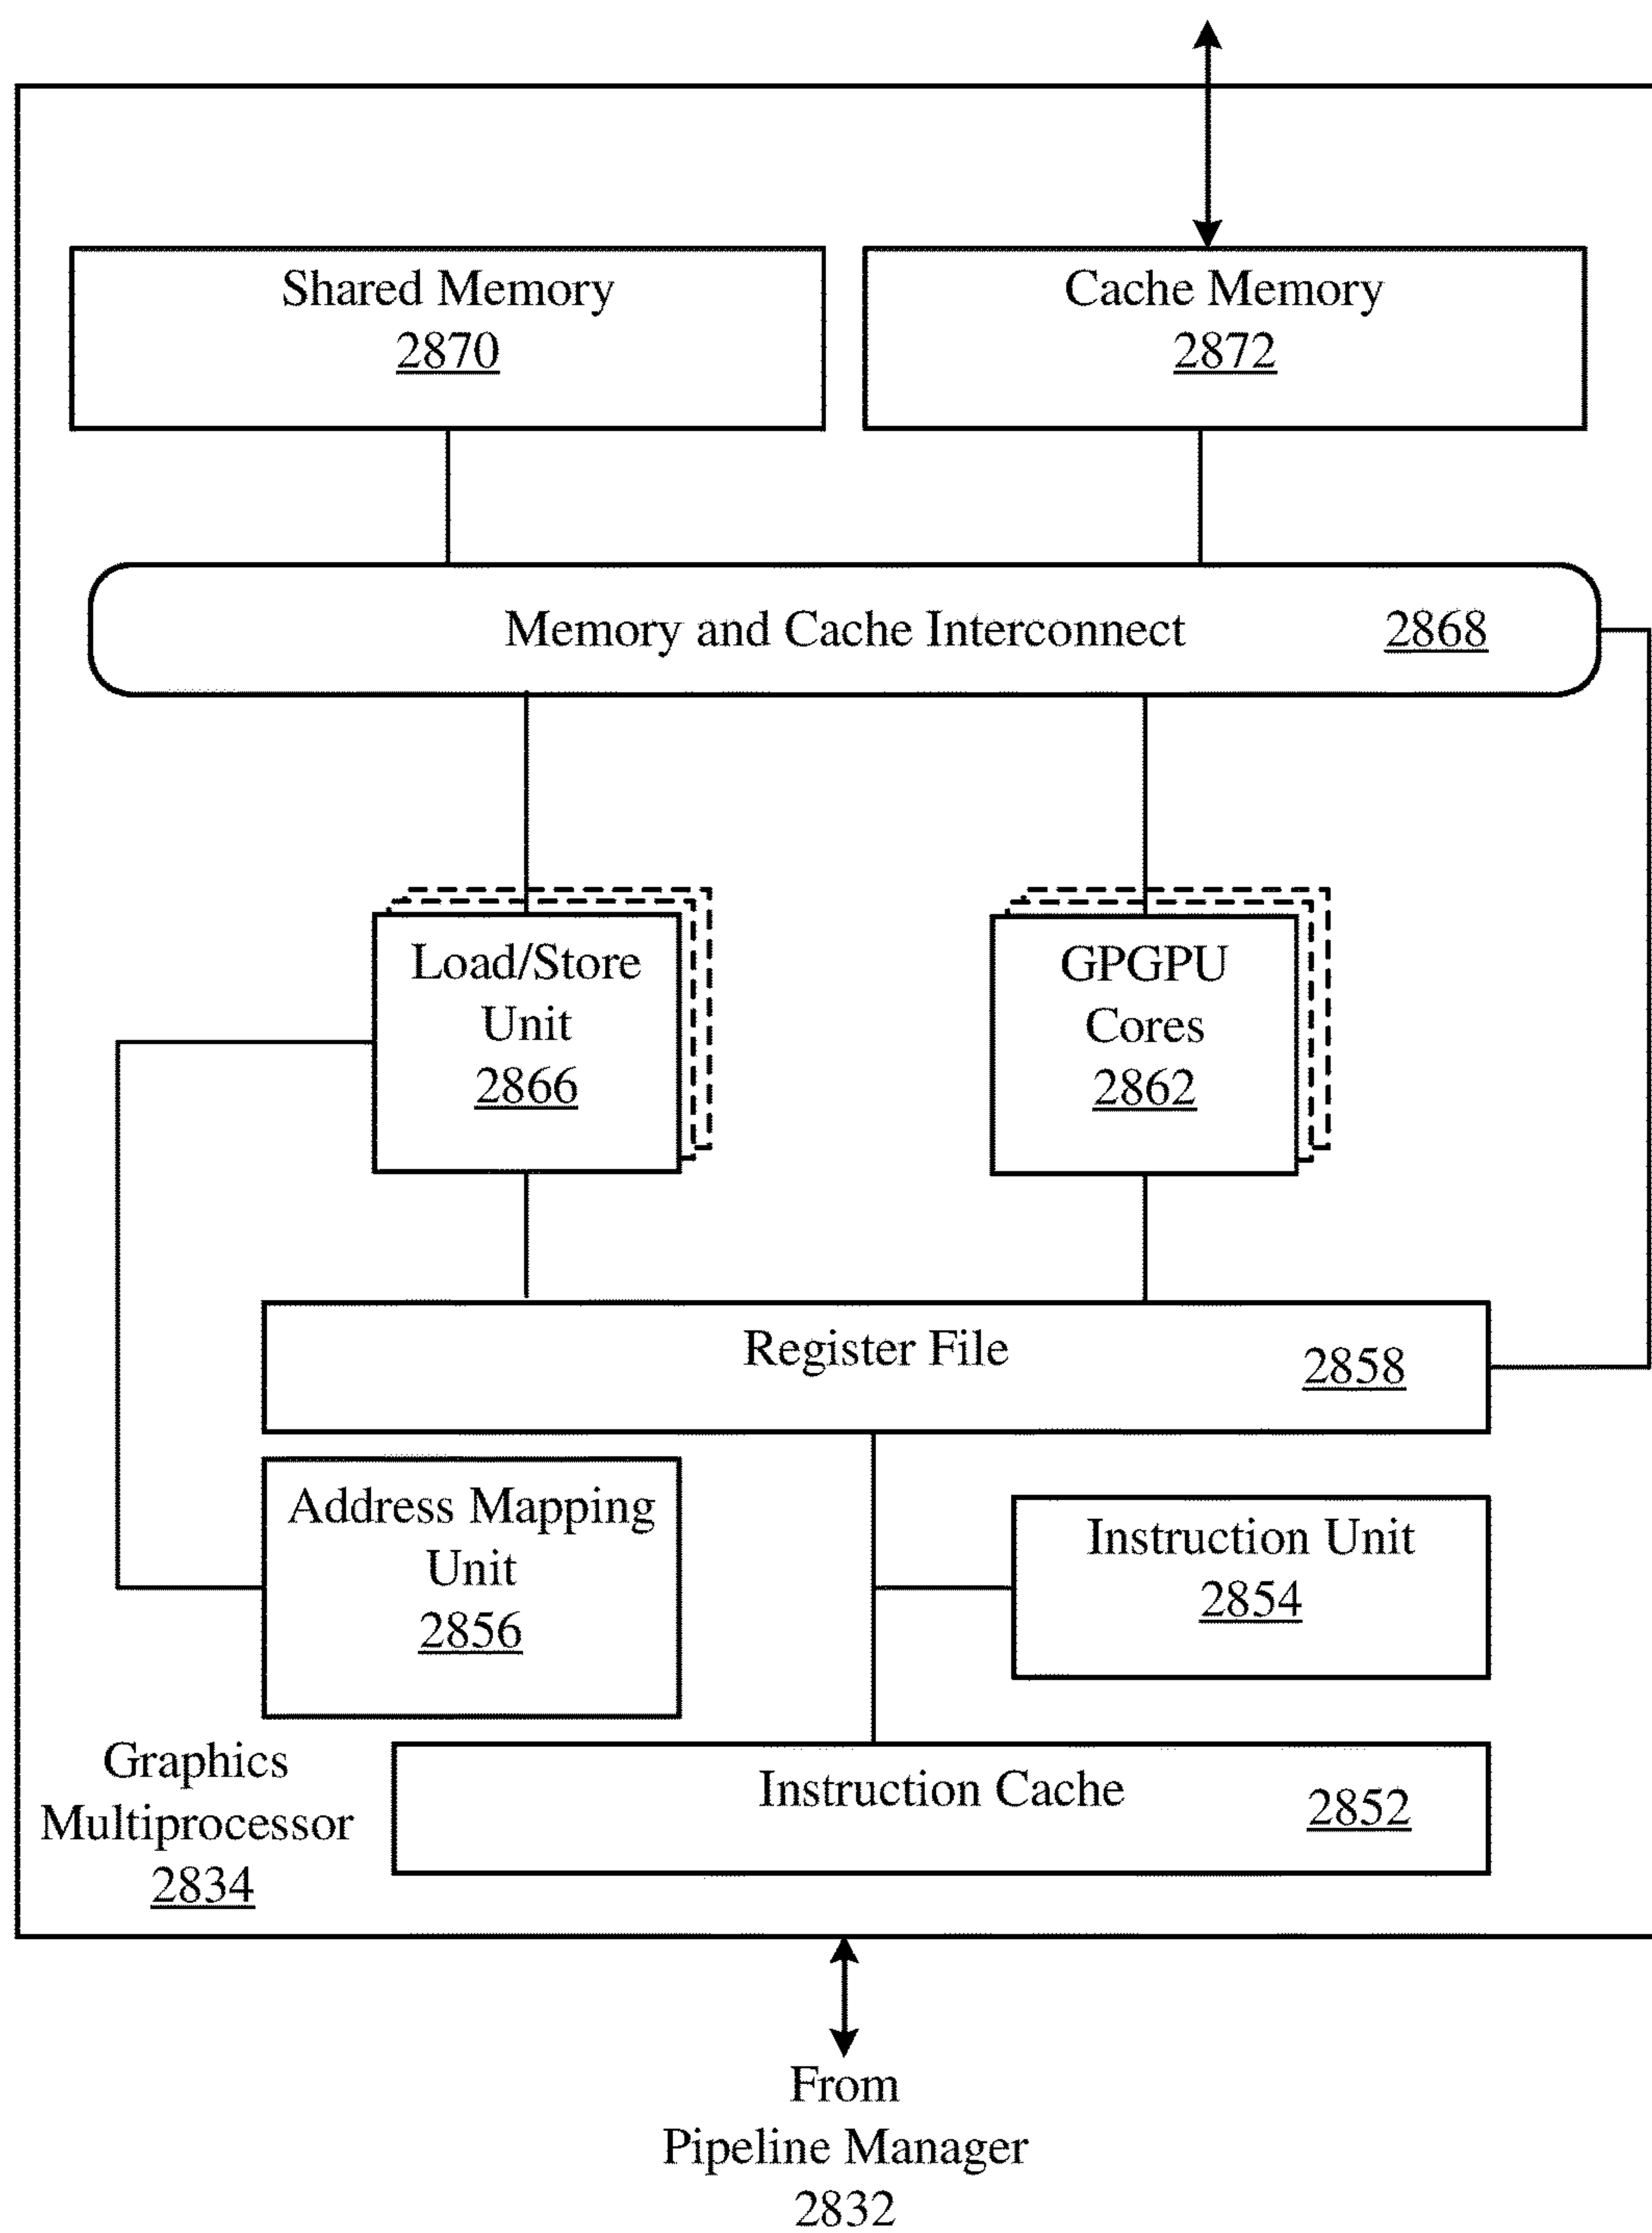 Shared Memory
2870
Cache Memory
2872
Memory and Cache Interconnect 2868
Load/Store
Unit
2866
GPGPU
Cores
2862
Register File 2858
Address Mapping
Unit
2856
Instruction Unit
2854
Graphics
Multiprocessor
2834
Instruction Cache 2852
From
Pipeline Manager
2832